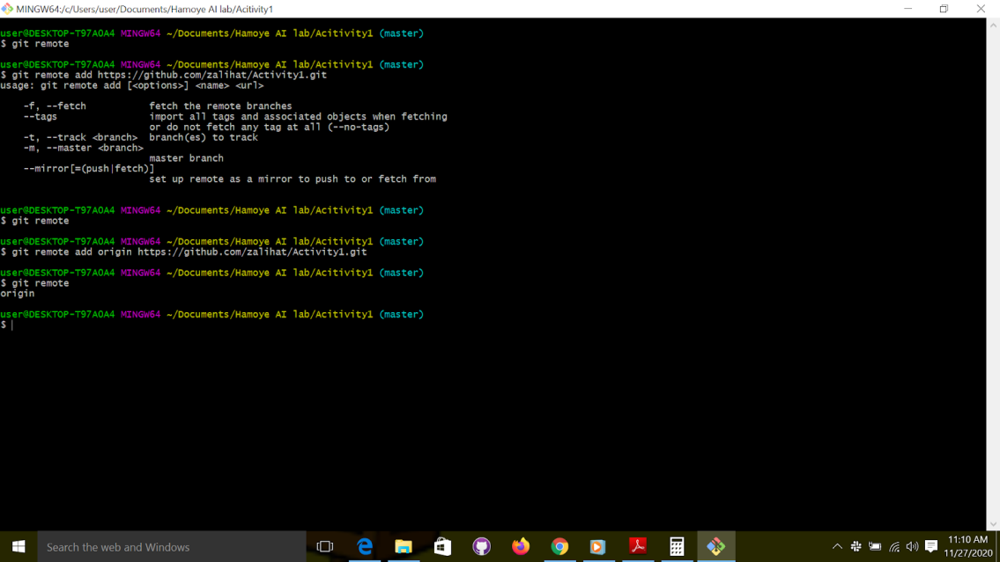 MINGW64:/c/Users/user/Documents/Hamoye AI lab/Acitivity1
user@DESKTOP-T97A0A4 MINGW64 ~/Documents/Hamoye AI lab/Acitivity1 (master)
$ git remote
user@DESKTOP-T97A0A4 MINGW64 ~/Documents/Hamoye AI lab/Acitivity1 (master)
$ git remote add https://github.com/zalihat/Activity1.git
usage: git remote add [<options>] <name> <url>
-f, --fetch fetch the remote branches
--tags import all tags and associated objects when fetching
or do not fetch any tag at all (--no-tags)
-t, --track <branch> branch(es) to track
-m, --master <branch>
master branch
--mirror[=(push|fetch)]
set up remote as a mirror to push to or fetch from
user@DESKTOP-T97A0A4 MINGW64 ~/Documents/Hamoye AI lab/Acitivity1 (master)
$ git remote
user@DESKTOP-T97A0A4 MINGW64 ~/Documents/Hamoye AI lab/Acitivity1 (master)
$ git remote add origin https://github.com/zalihat/Activity1.git
user@DESKTOP-T97A0A4 MINGW64 ~/Documents/Hamoye AI lab/Acitivity1 (master)
$ git remote
origin
user@DESKTOP-T97A0A4 MINGW64 ~/Documents/Hamoye AI lab/Acitivity1 (master)
$
Search the web and Windows
11:10 AM
11/27/2020